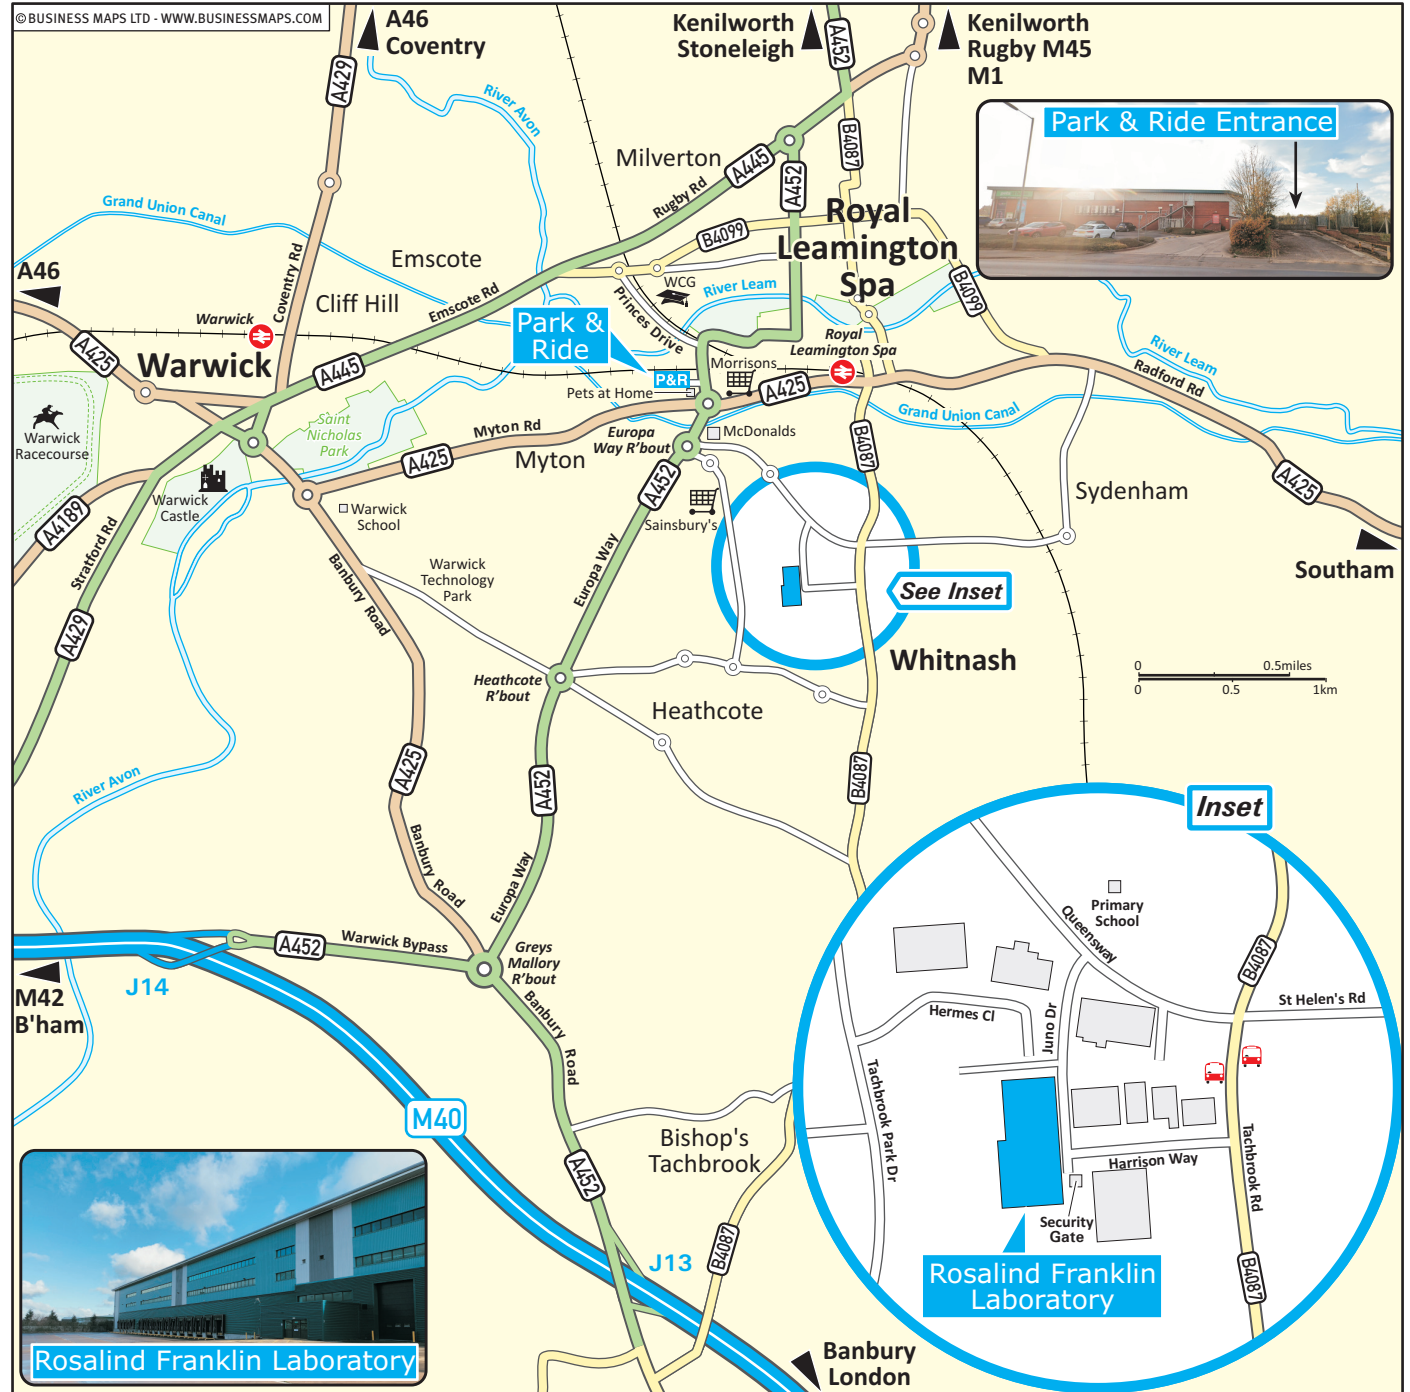 © BUSINESS MAPS LTD - WWW.BUSINESSMAPS.COM
A46
Coventry
Kenilworth
Stoneleigh
Kenilworth
Rugby M45
M1
A429
A452
Park & Ride Entrance
River Avon
B4087
Milverton
A445
A452
Rugby Rd
Grand Union Canal
Royal
Leamington
Spa
B4099
Emscote
Coventry Rd
A46
Cliff Hill
Emscote Rd
WCG
River Leam
B4099
Princes Drive
Park &
Ride
Warwick
Royal
Leamington Spa
River Leam
A425
Warwick
A445
Morrisons
P&R
Pets at Home
A425
Radford Rd
Grand Union Canal
Saint
Nicholas
Park
Myton Rd
Europa
Way R'bout
McDonalds
Warwick
Racecourse
A425
Myton
B4087
A425
A452
Sydenham
Warwick
Castle
Warwick
School
Sainsbury's
A4189
Stratford Rd
Banbury Road
Warwick
Technology
Park
Europa Way
Southam
See Inset
A429
Whitnash
Heathcote
R'bout
0 0.5miles
0 0.5 1km
Heathcote
A425
A452
B4087
River Avon
Inset
Banbury Road
Europa Way
Primary
School
Queensway
A452
Warwick Bypass
Greys
Mallory
R'bout
B4087
J14
M42
B'ham
Banbury Road
St Helen's Rd
Hermes Cl
Juno Dr
Tachbrook Park Dr
M40
Bishop's
Tachbrook
Harrison Way
Tachbrook Rd
A452
Security
Gate
B4087
J13
B4087
Rosalind Franklin
Laboratory
Rosalind Franklin Laboratory
Banbury
London